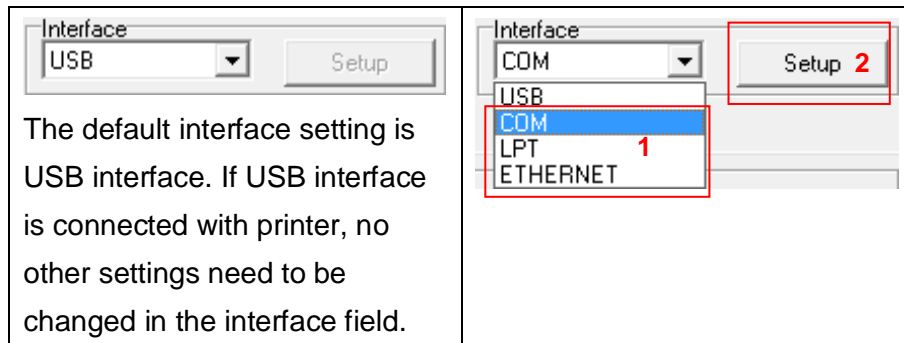 Interface
USB
Setup
The default interface setting is
USB interface. If USB interface
is connected with printer, no
other settings need to be
changed in the interface field.
Interface
COM
Setup 2
USB
COM
LPT 1
ETHERNET